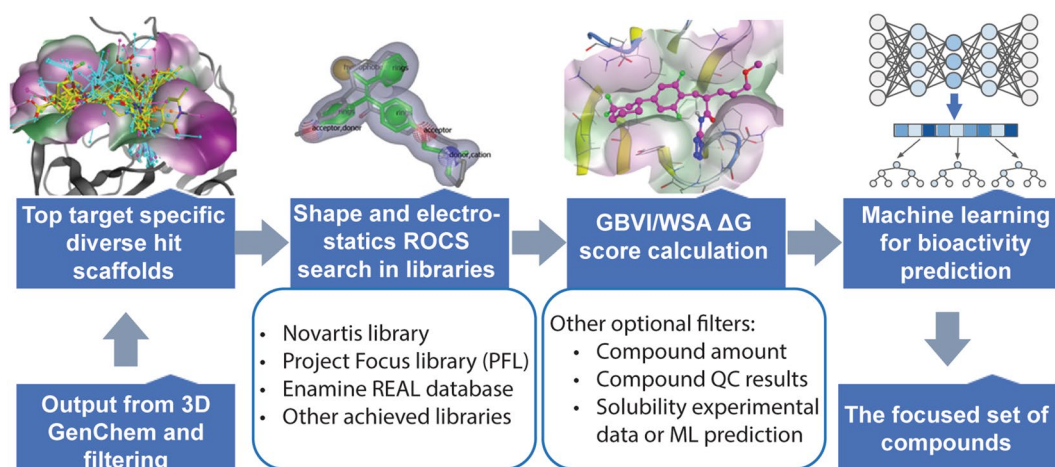 hydrophobe
rings
acceptor,donor
rings
acceptor
donor,cation
Top target specific
diverse hit
scaffolds
Shape and electro-
statics ROCS
search in libraries
GBVI/WSA ΔG
score calculation
Machine learning
for bioactivity
prediction
• Novartis library
• Project Focus library (PFL)
• Enamine REAL database
• Other achieved libraries
Other optional filters:
• Compound amount
• Compound QC results
• Solubility experimental
data or ML prediction
Output from 3D
GenChem and
filtering
The focused set of
compounds